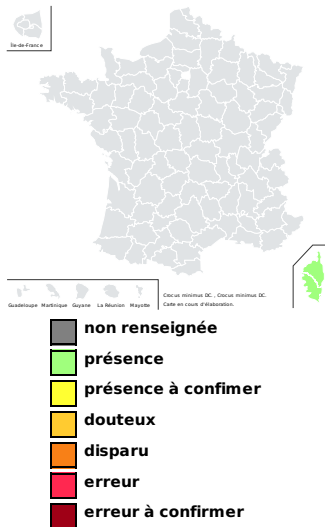 Île-de-France
Guadeloupe Martinique Guyane La Réunion Mayotte
Crocus minimus DC. , Crocus minimus DC.
Carte en cours d'élaboration.
non renseignée
présence
présence à confimer
douteux
disparu
erreur
erreur à confirmer